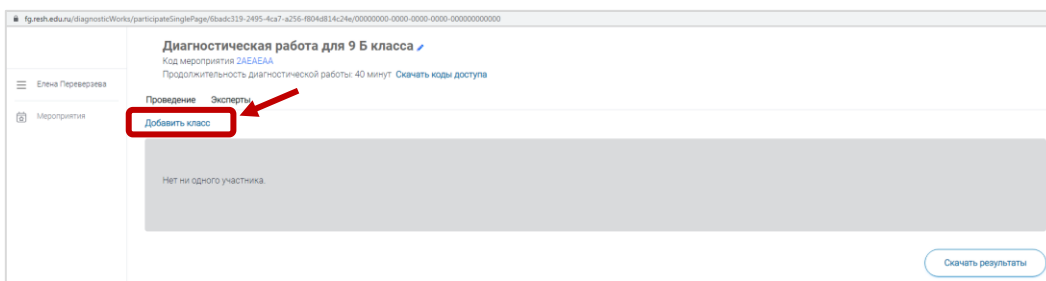 fg.resh.edu.ru/diagnosticWorks/participateSinglePage/6badc319-2495-4ca7-a256-f804d814c24e/00000000-0000-0000-0000-000000000000
Диагностическая работа для 9 Б класса
Код мероприятия 2AEAEAA
Продолжительность диагностической работы: 40 минут Скачать коды доступа
Елена Переверзева
Проведение Эксперты
Мероприятия
Добавить класс
Нет ни одного участника.
Скачать результаты